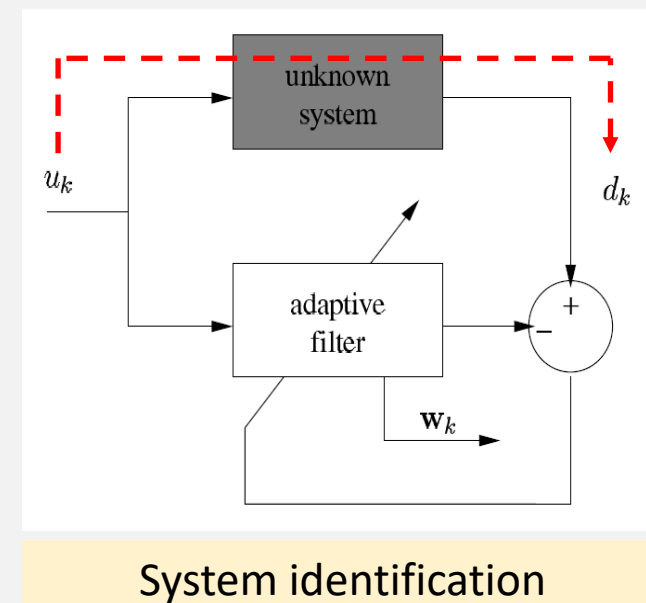 unknown
system
u_k
d_k
+
adaptive
filter
–
w_k
System identification